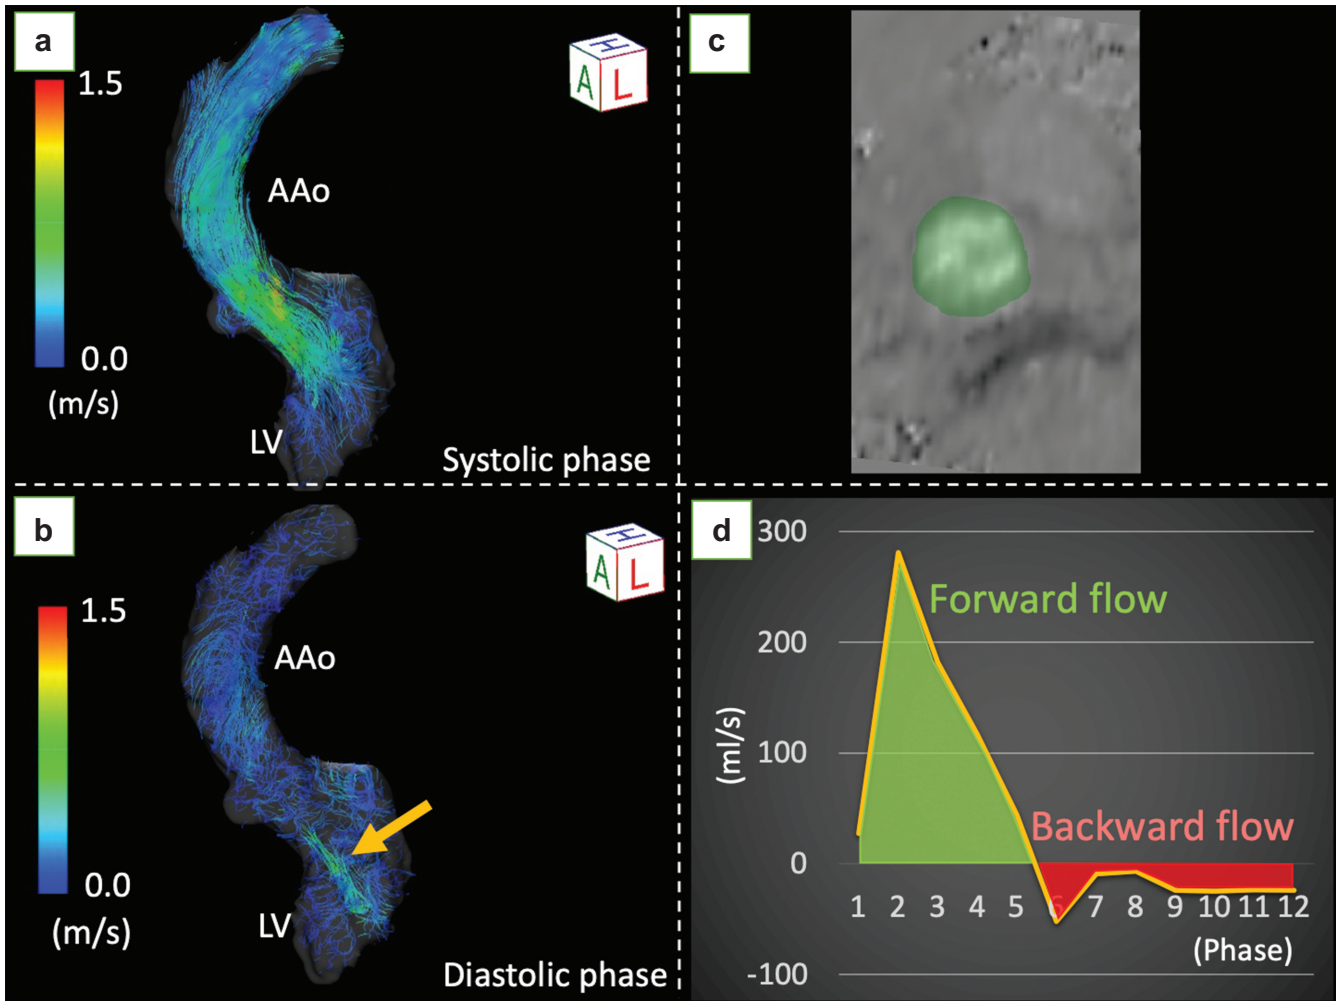 a
1.5
H
A
L
AAo
0.0
(m/s)
LV
Systolic phase
b
1.5
H
A
L
AAo
0.0
(m/s)
LV
Diastolic phase
c
d
300
Forward flow
200
(ml/s)
100
Backward flow
0
1 2 3 4 5 6 7 8 9 10 11 12
(Phase)
-100